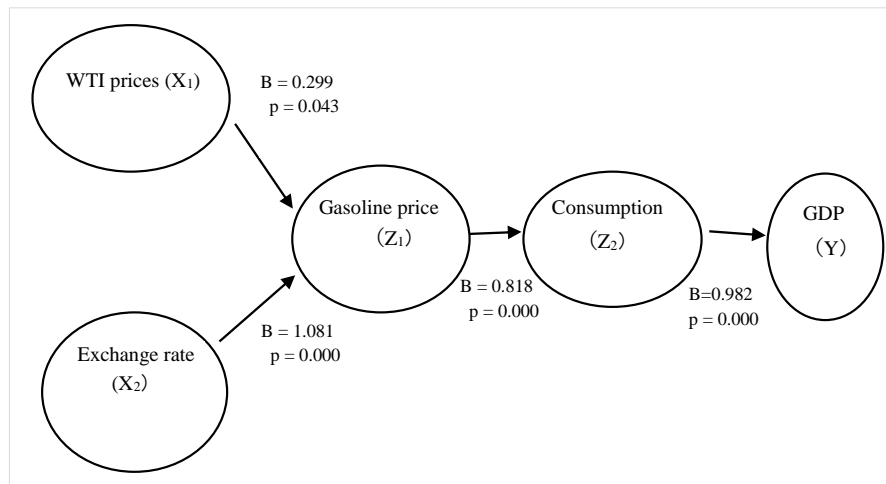 WTI prices (X₁)
B = 0.299
p = 0.043
Gasoline price
（Z₁）
Consumption
（Z₂）
GDP
（Y）
B = 0.818
p = 0.000
B=0.982
p = 0.000
B = 1.081
p = 0.000
Exchange rate
(X₂）